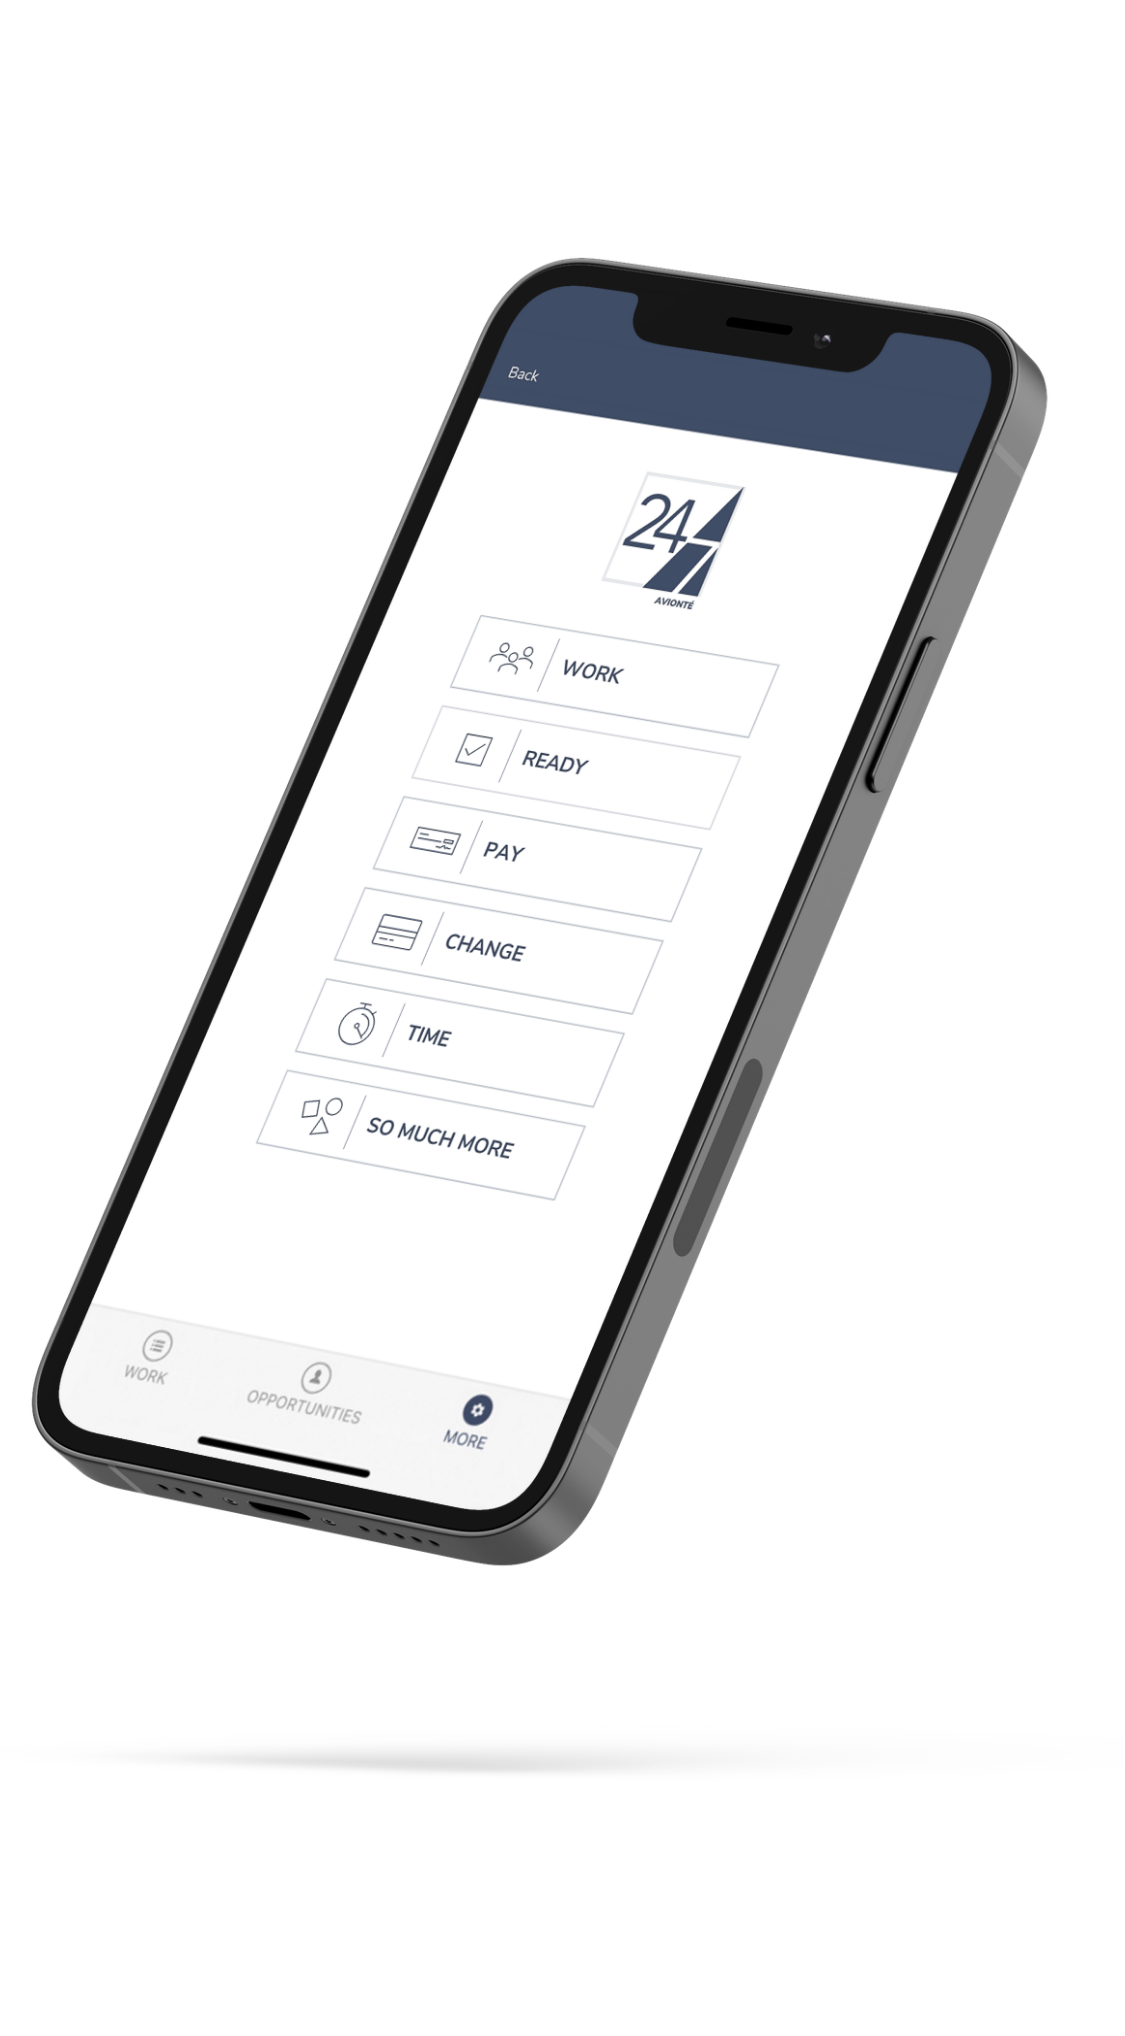 Back
24
7
AVIONTÉ
WORK
READY
PAY
CHANGE
TIME
SO MUCH MORE
WORK
OPPORTUNITIES
MORE